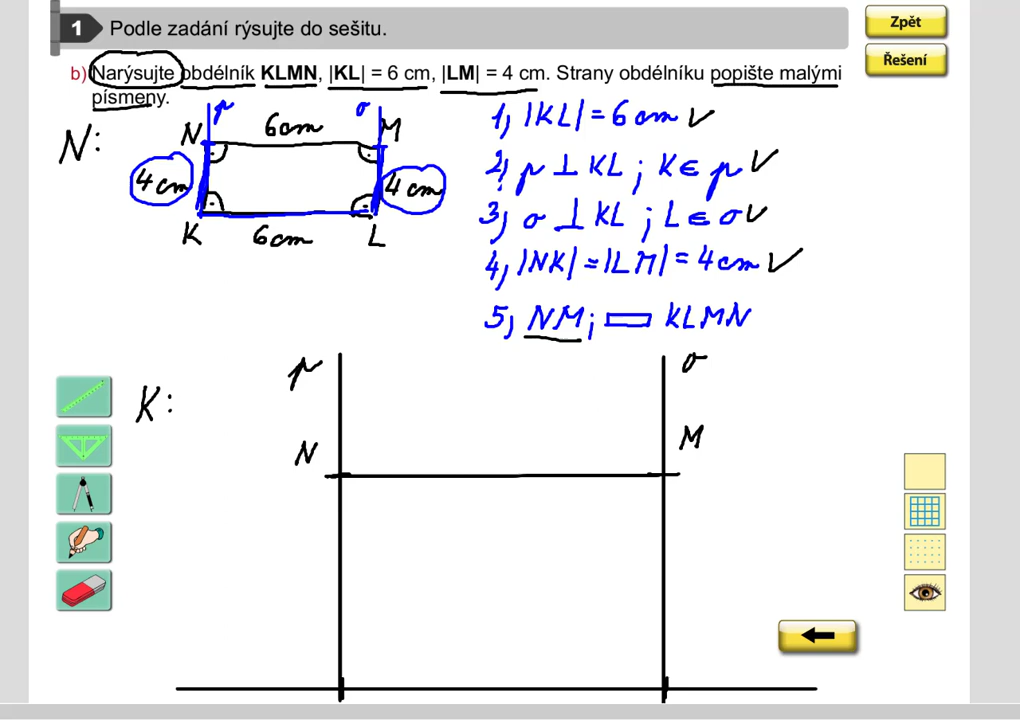 1 Podle zadání rýsujte do sešitu.
Zpět
Řešení
b) Narýsujte obdélník KLMN, |KL| = 6 cm, |LM| = 4 cm. Strany obdélníku popište malými
písmeny.
N:
p
o
N
6cm
M
4 cm
4 cm
K
6cm
L
1, |KL| = 6 cm ✓
2, p ⊥ KL ; K ∈ p ✓
3, o ⊥ KL ; L ∈ o ✓
4, |NK| = |LM| = 4cm ✓
5, NM; ▭ KLMN
K:
p
o
N
M